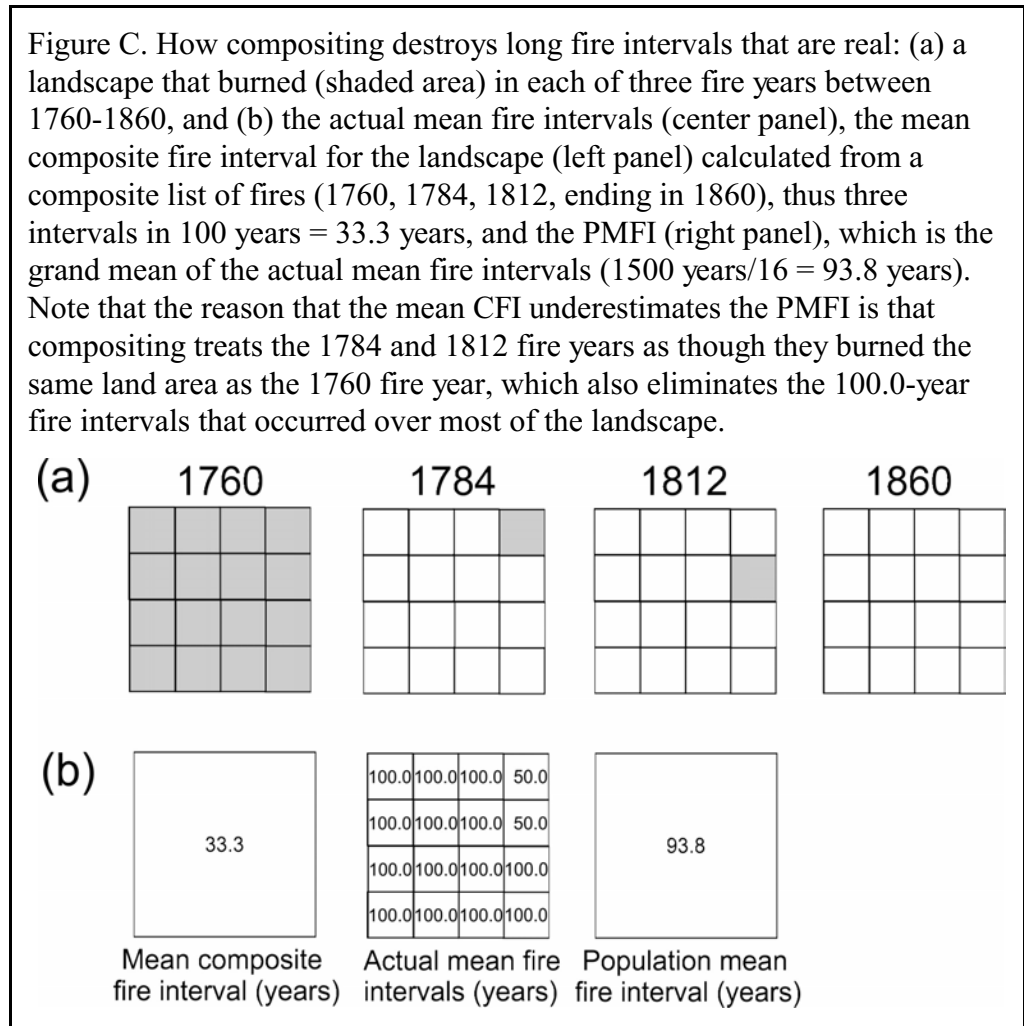 Figure C. How compositing destroys long fire intervals that are real: (a) a
landscape that burned (shaded area) in each of three fire years between
1760-1860, and (b) the actual mean fire intervals (center panel), the mean
composite fire interval for the landscape (left panel) calculated from a
composite list of fires (1760, 1784, 1812, ending in 1860), thus three
intervals in 100 years = 33.3 years, and the PMFI (right panel), which is the
grand mean of the actual mean fire intervals (1500 years/16 = 93.8 years).
Note that the reason that the mean CFI underestimates the PMFI is that
compositing treats the 1784 and 1812 fire years as though they burned the
same land area as the 1760 fire year, which also eliminates the 100.0-year
fire intervals that occurred over most of the landscape.
(a) 1760 1784 1812 1860
(b)
33.3
100.0 100.0 100.0 50.0
100.0 100.0 100.0 50.0
100.0 100.0 100.0 100.0
100.0 100.0 100.0 100.0
93.8
Mean composite
fire interval (years)
Actual mean fire
intervals (years)
Population mean
fire interval (years)